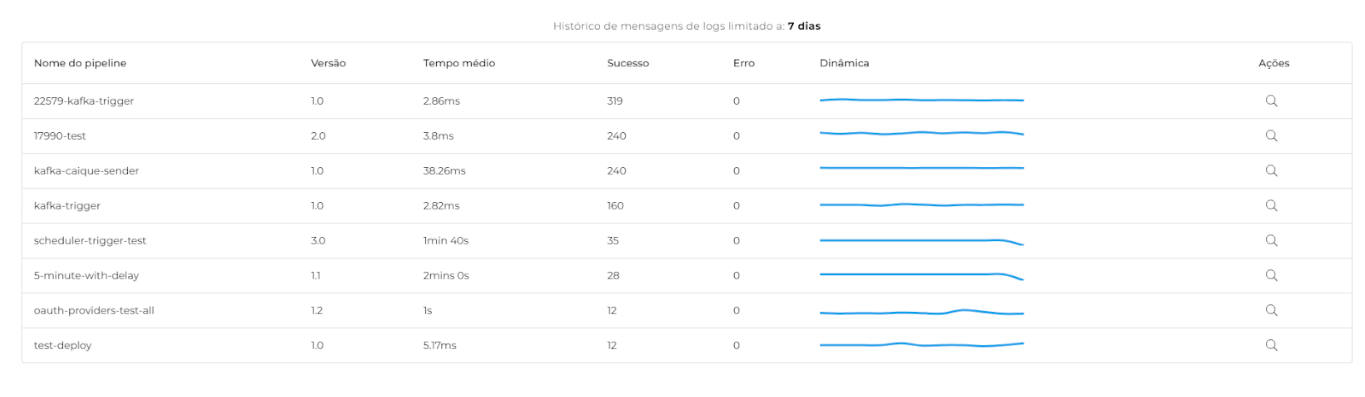 Histórico de mensagens de logs limitado a: 7 dias
Nome do pipeline Versão Tempo médio Sucesso Erro Dinâmica Ações
22579-kafka-trigger 1.0 2.86ms 319 0
17990-test 2.0 3.8ms 240 0
kafka-caique-sender 1.0 38.26ms 240 0
kafka-trigger 1.0 2.82ms 160 0
scheduler-trigger-test 3.0 1min 40s 35 0
5-minute-with-delay 1.1 2mins 0s 28 0
oauth-providers-test-all 1.2 1s 12 0
test-deploy 1.0 5.17ms 12 0